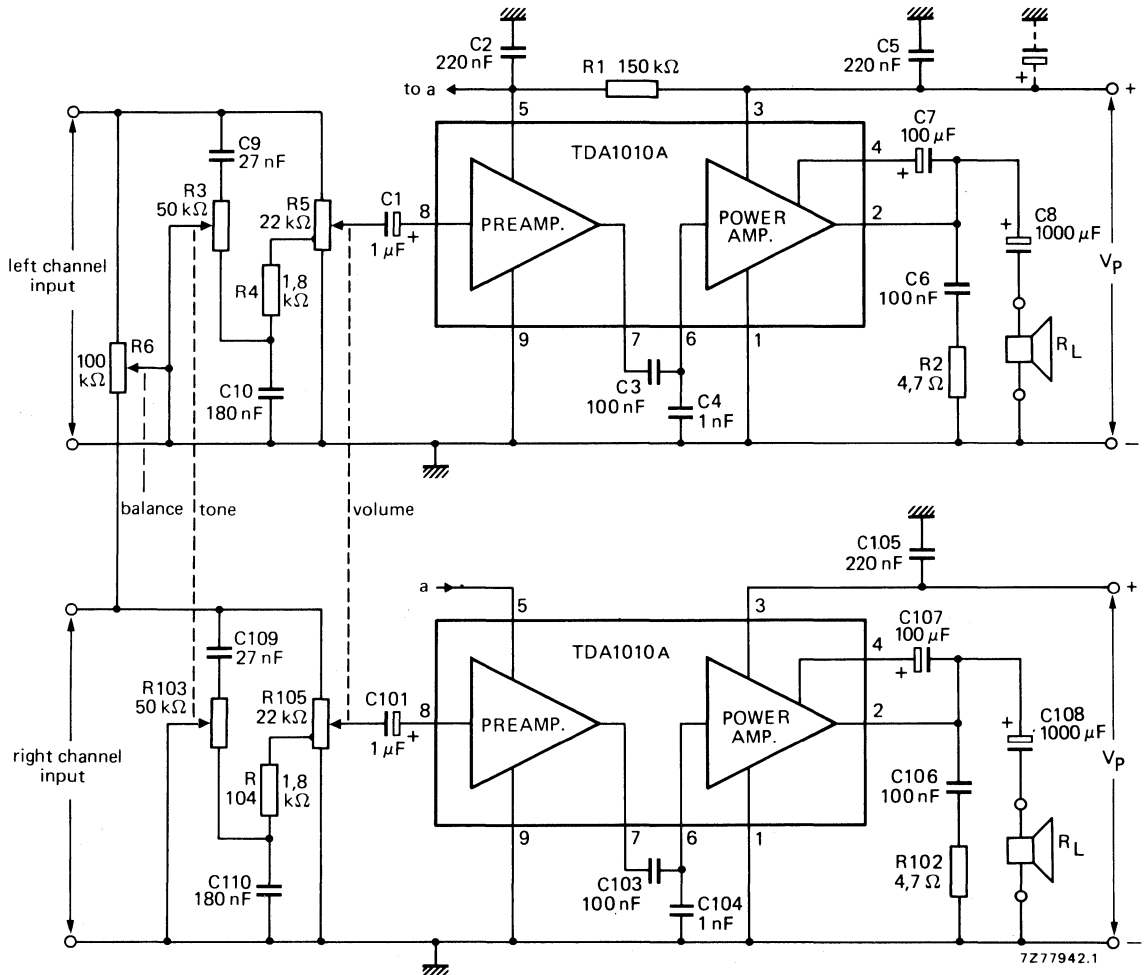 C2
220 nF
C5
220 nF
+
R1 150 kΩ
to a
+
5
3
C7
100 µF
4
+
TDA1010A
C9
27 nF
R3
50 kΩ
R5
22 kΩ
C1
1 µF
+
8
PREAMP.
POWER
AMP.
2
+
C8
1000 µF
VP
left channel
input
R4
1,8
kΩ
C6
100 nF
R6
100
kΩ
9
7
6
1
R2
4,7 Ω
RL
C10
180 nF
C3
100 nF
C4
1 nF
–
balance
tone
volume
C105
220 nF
a
+
5
3
C107
100 µF
4
+
TDA1010A
C109
27 nF
R103
50 kΩ
R105
22 kΩ
C101
1 µF
+
8
PREAMP.
POWER
AMP.
2
+
C108
1000 µF
VP
right channel
input
R
104
1,8
kΩ
C106
100 nF
9
7
6
1
R102
4,7 Ω
RL
C110
180 nF
C103
100 nF
C104
1 nF
–
7Z77942.1